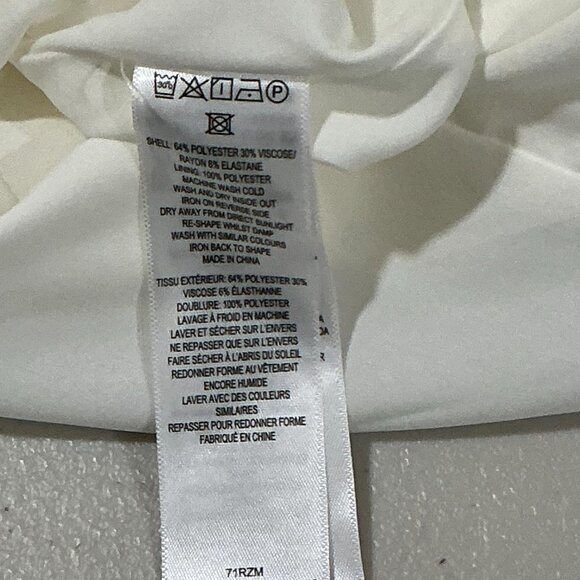 30°
P
SHELL: 64% POLYESTER 30% VISCOSE/
RAYON 6% ELASTANE
LINING: 100% POLYESTER
MACHINE WASH COLD
WASH AND DRY INSIDE OUT
IRON ON REVERSE SIDE
DRY AWAY FROM DIRECT SUNLIGHT
RE-SHAPE WHILST DAMP
WASH WITH SIMILAR COLOURS
IRON BACK TO SHAPE
MADE IN CHINA
TISSU EXTÉRIEUR: 64% POLYESTER 30%
VISCOSE 6% ÉLASTHANNE
DOUBLURE: 100% POLYESTER
LAVAGE À FROID EN MACHINE
LAVER ET SÉCHER SUR L'ENVERS
NE REPASSER QUE SUR L'ENVERS
FAIRE SÉCHER À L'ABRIS DU SOLEIL
REDONNER FORME AU VÊTEMENT
ENCORE HUMIDE
LAVER AVEC DES COULEURS
SIMILAIRES
REPASSER POUR REDONNER FORME
FABRIQUÉ EN CHINE
71RZM